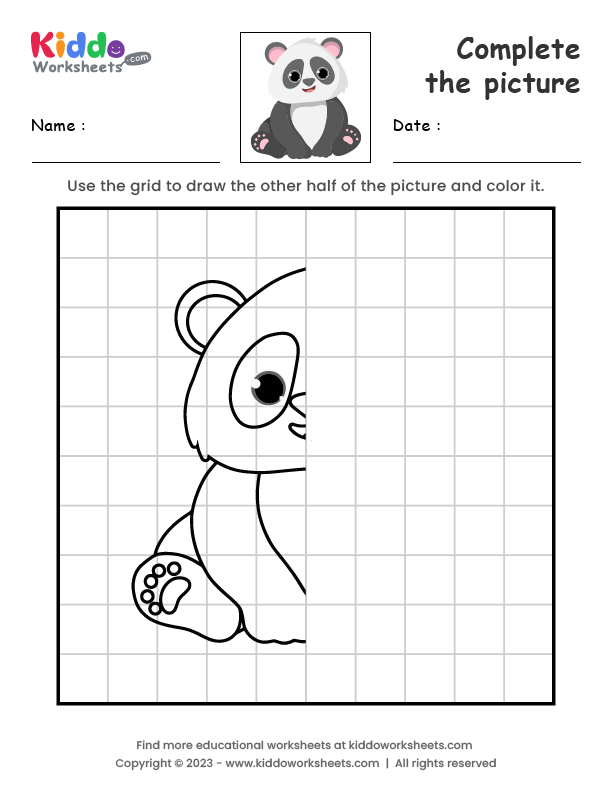 Kiddo
Worksheets .com
Complete
the picture
Name :
Date :
Use the grid to draw the other half of the picture and color it.
Find more educational worksheets at kiddoworksheets.com
Copyright © 2023 - www.kiddoworksheets.com | All rights reserved